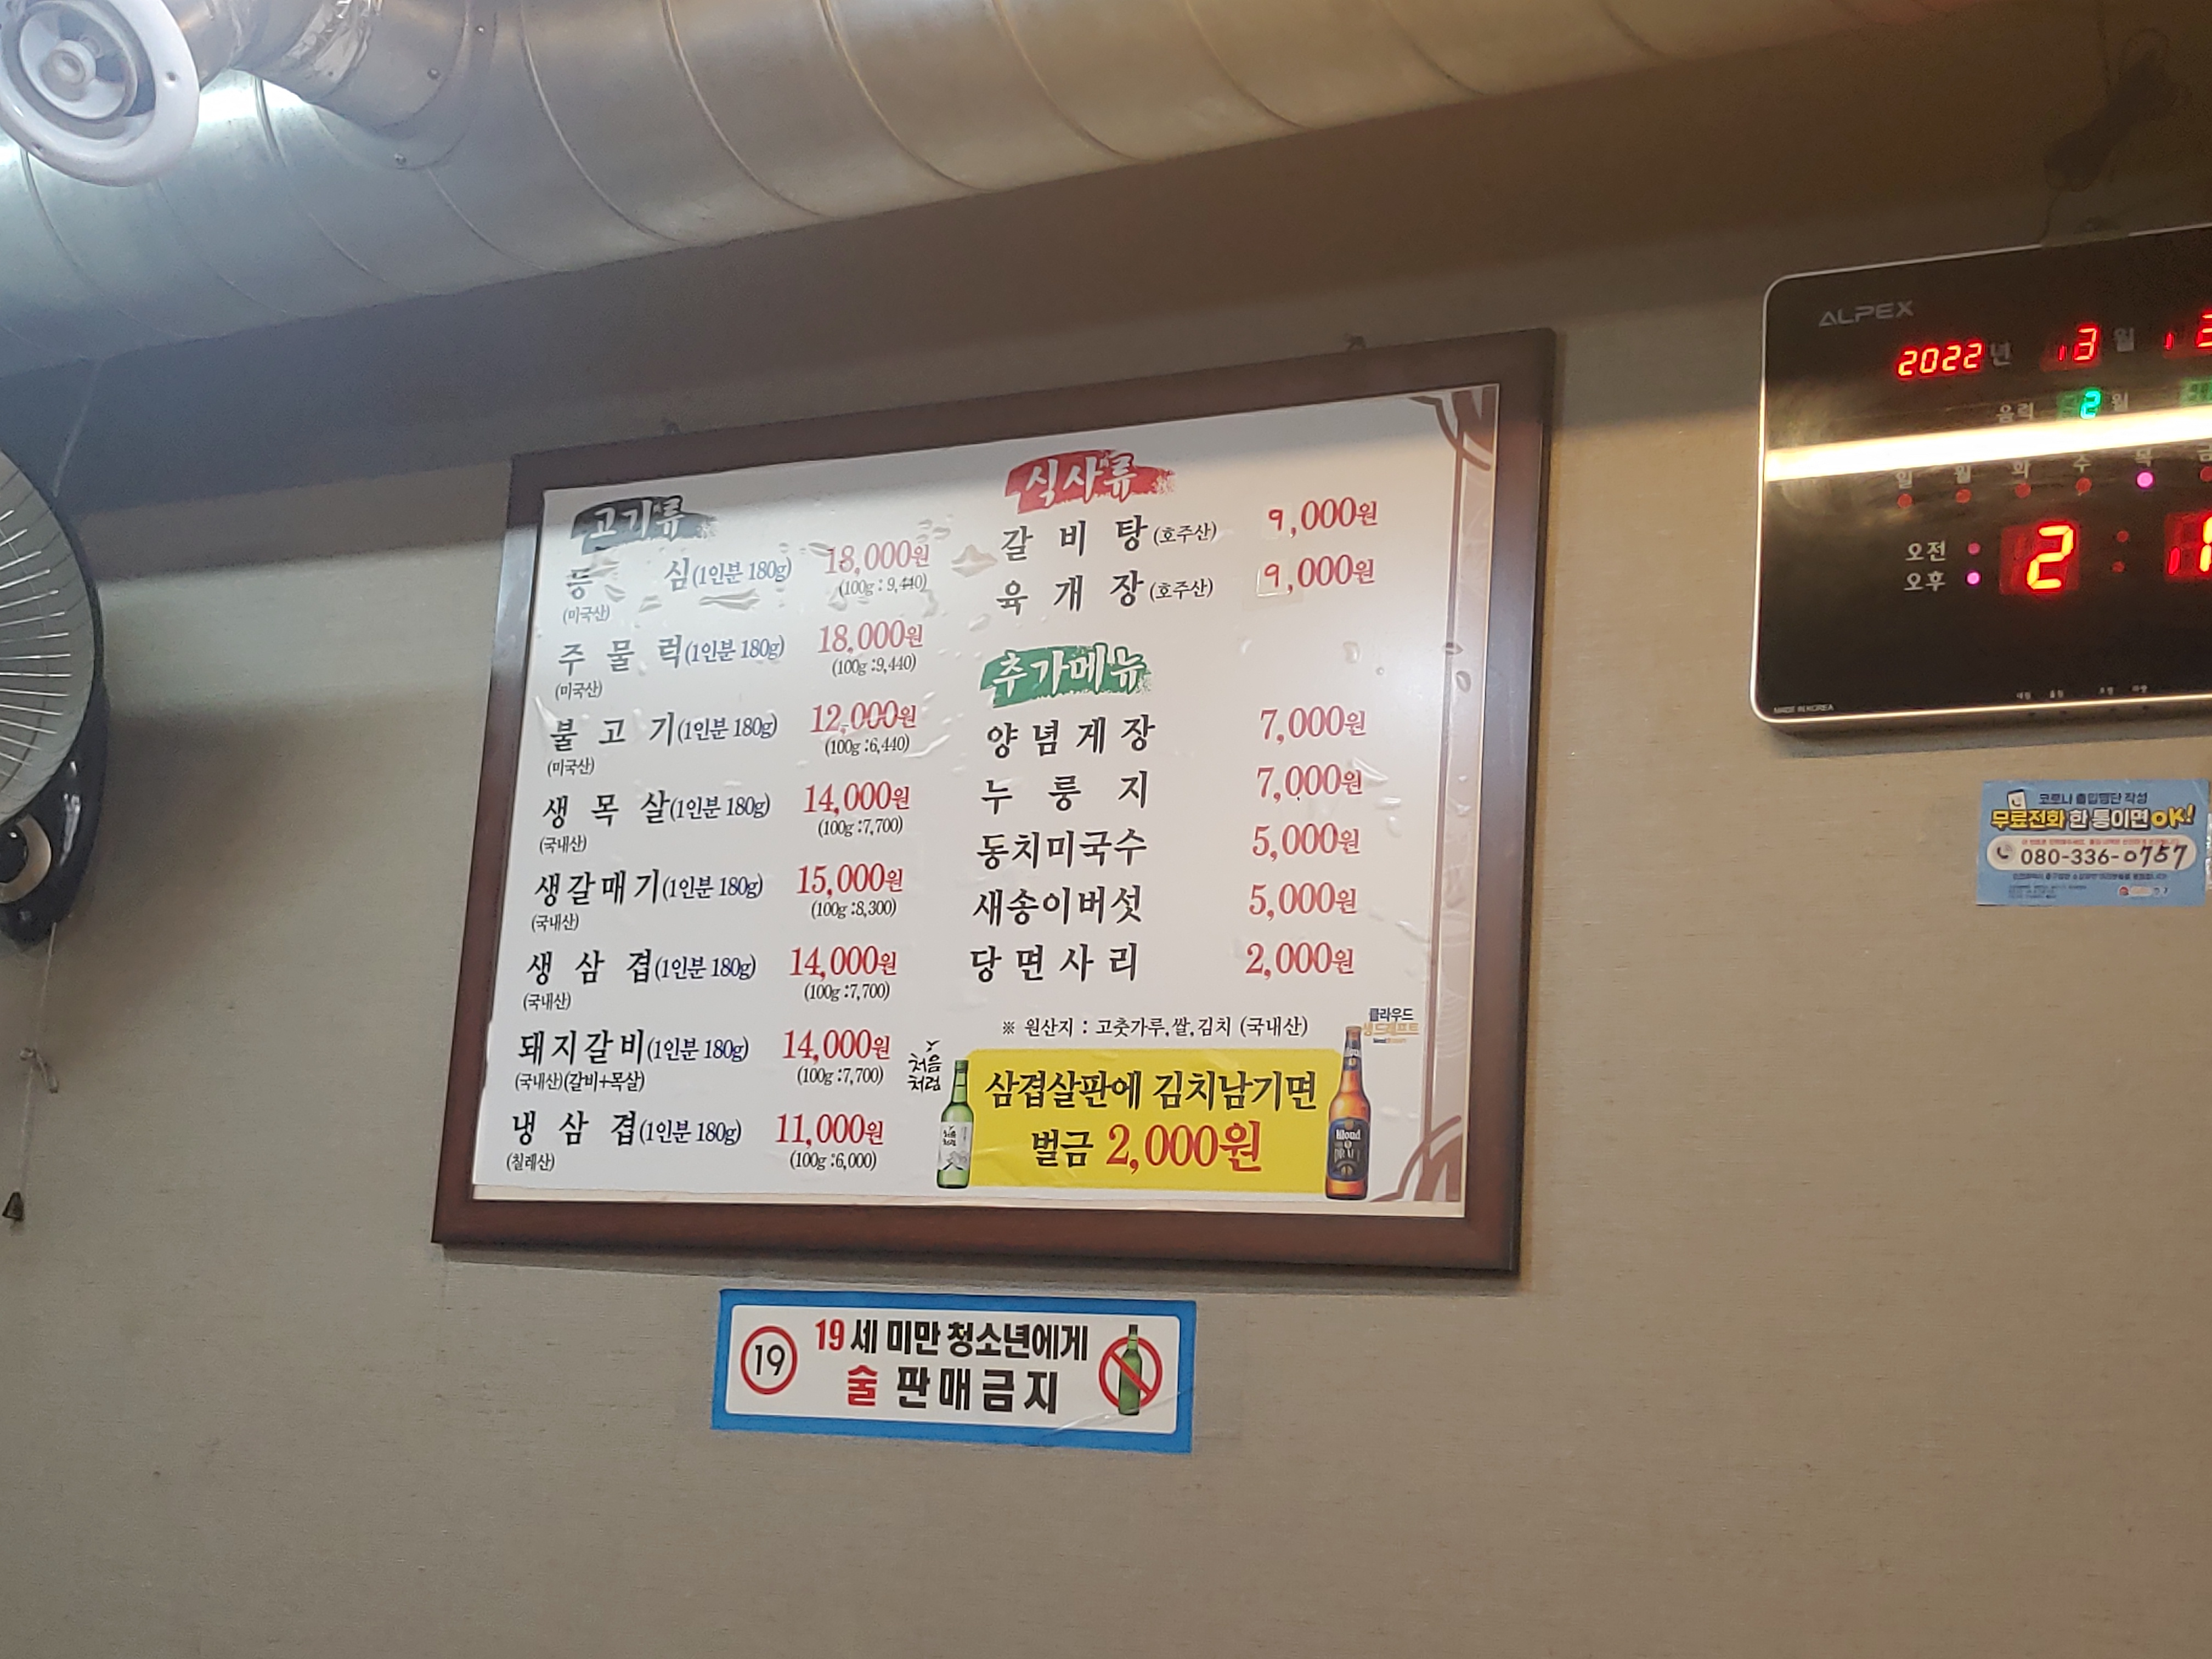 고기류
등 심(1인분 180g) 18,000원
(미국산) (100g : 9,440)
주 물 럭(1인분 180g) 18,000원
(미국산) (100g :9,440)
불 고 기(1인분 180g) 12,000원
(미국산) (100g :6,440)
생 목 살(1인분 180g) 14,000원
(국내산) (100g :7,700)
생갈매기(1인분 180g) 15,000원
(국내산) (100g :8,300)
생 삼 겹(1인분 180g) 14,000원
(국내산) (100g :7,700)
돼지갈비(1인분 180g) 14,000원
(국내산)(갈비+목살) (100g :7,700)
냉 삼 겹(1인분 180g) 11,000원
(칠레산) (100g :6,000)
식사류
갈 비 탕(호주산) 9,000원
육 개 장(호주산) 9,000원
추가메뉴
양념게장 7,000원
누 룽 지 7,000원
동치미국수 5,000원
새송이버섯 5,000원
당면사리 2,000원
※ 원산지 : 고춧가루,쌀,김치 (국내산)
처음
처럼
클라우드
생드래프트
삼겹살판에 김치남기면
벌금 2,000원
Kloud
DRAFT
19
19세 미만 청소년에게
술 판매금지
ALPEX
2022년 3월
음력 2월
일 월 화 수 목 금
오전
오후
2 : 1
MADE IN KOREA
코로나 출입명단 작성
무료전화 한 통이면 OK!
080-336-0757